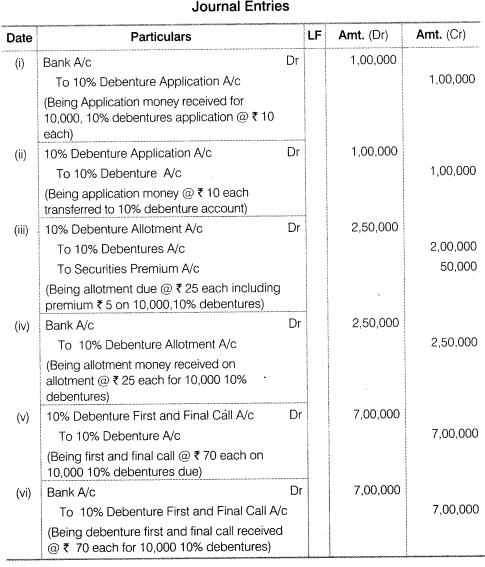 Journal Entries
Date Particulars LF Amt. (Dr) Amt. (Cr)
(i) Bank A/c Dr 1,00,000
To 10% Debenture Application A/c 1,00,000
(Being Application money received for
10,000, 10% debentures application @ ₹ 10
each)
(ii) 10% Debenture Application A/c Dr 1,00,000
To 10% Debenture A/c 1,00,000
(Being application money @ ₹ 10 each
transferred to 10% debenture account)
(iii) 10% Debenture Allotment A/c Dr 2,50,000
To 10% Debentures A/c 2,00,000
To Securities Premium A/c 50,000
(Being allotment due @ ₹ 25 each including
premium ₹ 5 on 10,000,10% debentures)
(iv) Bank A/c Dr 2,50,000
To 10% Debenture Allotment A/c 2,50,000
(Being allotment money received on
allotment @ ₹ 25 each for 10,000 10%
debentures)
(v) 10% Debenture First and Final Call A/c Dr 7,00,000
To 10% Debenture A/c 7,00,000
(Being first and final call @ ₹ 70 each on
10,000 10% debentures due)
(vi) Bank A/c Dr 7,00,000
To 10% Debenture First and Final Call A/c 7,00,000
(Being debenture first and final call received
@ ₹ 70 each for 10,000 10% debentures)